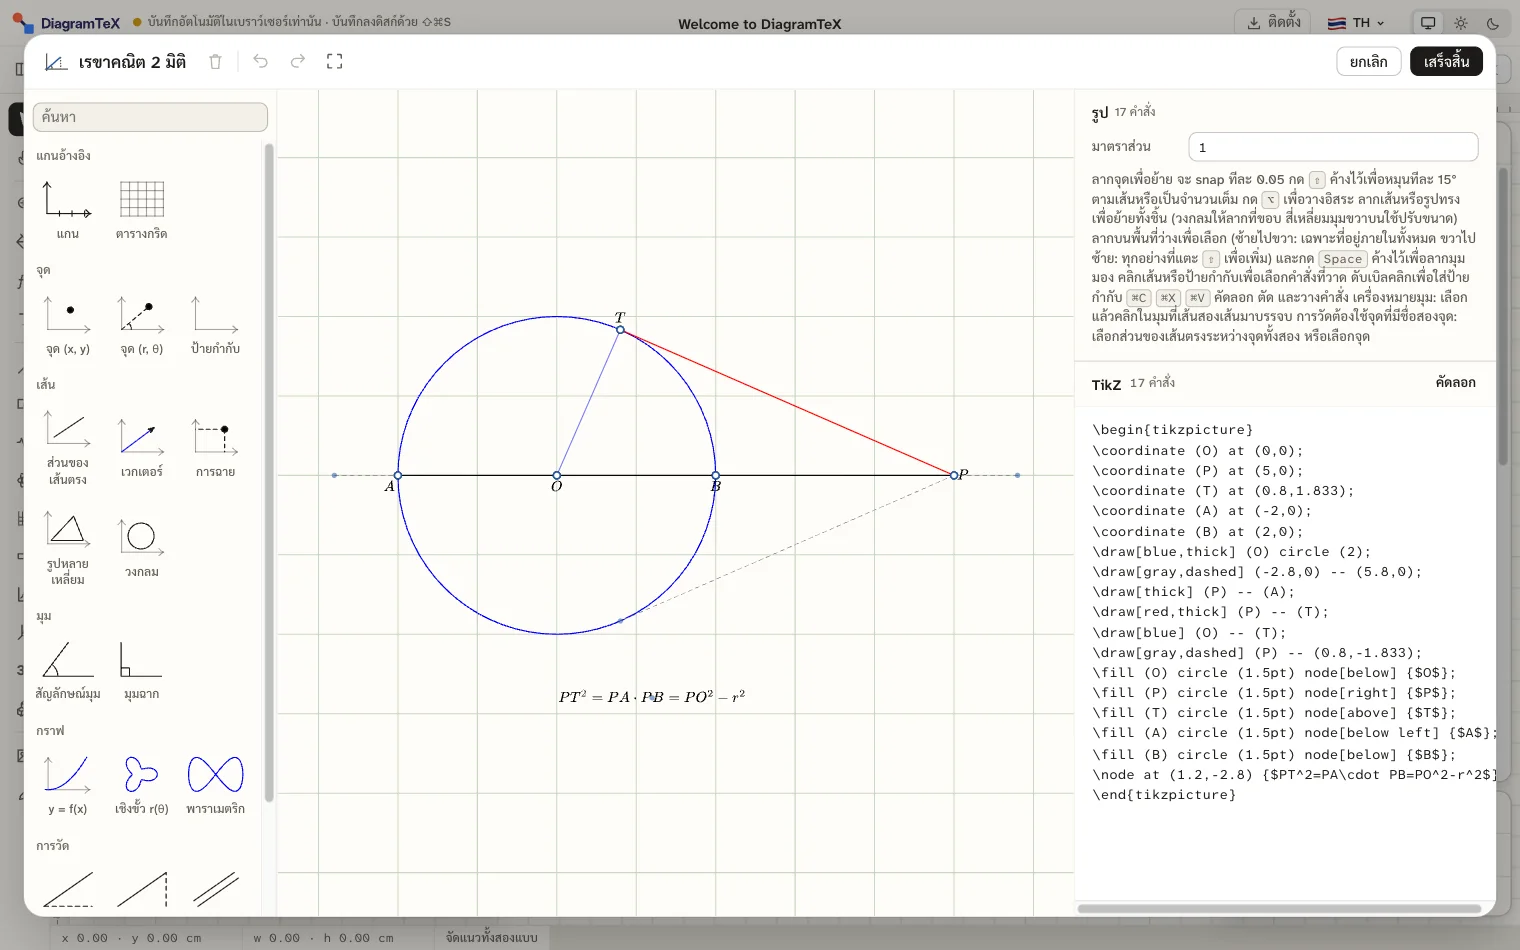 DiagramTeX
บันทึกอัตโนมัติในเบราว์เซอร์เท่านั้น · บันทึกลงดิสก์ด้วย ⇧⌘S
Welcome to DiagramTeX
ติดตั้ง
TH
เรขาคณิต 2 มิติ
ยกเลิก
เสร็จสิ้น
ค้นหา
แกนอ้างอิง
แกน
ตารางกริด
จุด
จุด (x, y)
จุด (r, θ)
ป้ายกำกับ
เส้น
ส่วนของ
เส้นตรง
เวกเตอร์
การฉาย
รูปหลาย
เหลี่ยม
วงกลม
มุม
สัญลักษณ์มุม
มุมฉาก
กราฟ
y = f(x)
เชิงขั้ว r(θ)
พาราเมตริก
การวัด
T
A
O
B
P
PT² = PA · PB = PO² − r²
รูป 17 คำสั่ง
มาตราส่วน
1
ลากจุดเพื่อย้าย จะ snap ทีละ 0.05 กด ⇧ ค้างไว้เพื่อหมุนทีละ 15°
ตามเส้นหรือเป็นจำนวนเต็ม กด ⌥ เพื่อวางอิสระ ลากเส้นหรือรูปทรง
เพื่อย้ายทั้งชิ้น (วงกลมให้ลากที่ขอบ สี่เหลี่ยมมุมขวาบนใช้ปรับขนาด)
ลากบนพื้นที่ว่างเพื่อเลือก (ซ้ายไปขวา: เฉพาะที่อยู่ภายในทั้งหมด ขวาไป
ซ้าย: ทุกอย่างที่แตะ ⇧ เพื่อเพิ่ม) และกด Space ค้างไว้เพื่อลากมุม
มอง คลิกเส้นหรือป้ายกำกับเพื่อเลือกคำสั่งที่วาด ดับเบิลคลิกเพื่อใส่ป้าย
กำกับ ⌘C ⌘X ⌘V คัดลอก ตัด และวางคำสั่ง เครื่องหมายมุม: เลือก
แล้วคลิกในมุมที่เส้นสองเส้นมาบรรจบ การวัดต้องใช้จุดที่มีชื่อสองจุด:
เลือกส่วนของเส้นตรงระหว่างจุดทั้งสอง หรือเลือกจุด
TikZ 17 คำสั่ง
คัดลอก
\begin{tikzpicture}
\coordinate (O) at (0,0);
\coordinate (P) at (5,0);
\coordinate (T) at (0.8,1.833);
\coordinate (A) at (-2,0);
\coordinate (B) at (2,0);
\draw[blue,thick] (O) circle (2);
\draw[gray,dashed] (-2.8,0) -- (5.8,0);
\draw[thick] (P) -- (A);
\draw[red,thick] (P) -- (T);
\draw[blue] (O) -- (T);
\draw[gray,dashed] (P) -- (0.8,-1.833);
\fill (O) circle (1.5pt) node[below] {$O$};
\fill (P) circle (1.5pt) node[right] {$P$};
\fill (T) circle (1.5pt) node[above] {$T$};
\fill (A) circle (1.5pt) node[below left] {$A$};
\fill (B) circle (1.5pt) node[below] {$B$};
\node at (1.2,-2.8) {$PT^2=PA\cdot PB=PO^2-r^2$}
\end{tikzpicture}
x 0.00 · y 0.00 cm
w 0.00 · h 0.00 cm
จัดแนวทั้งสองแบบ